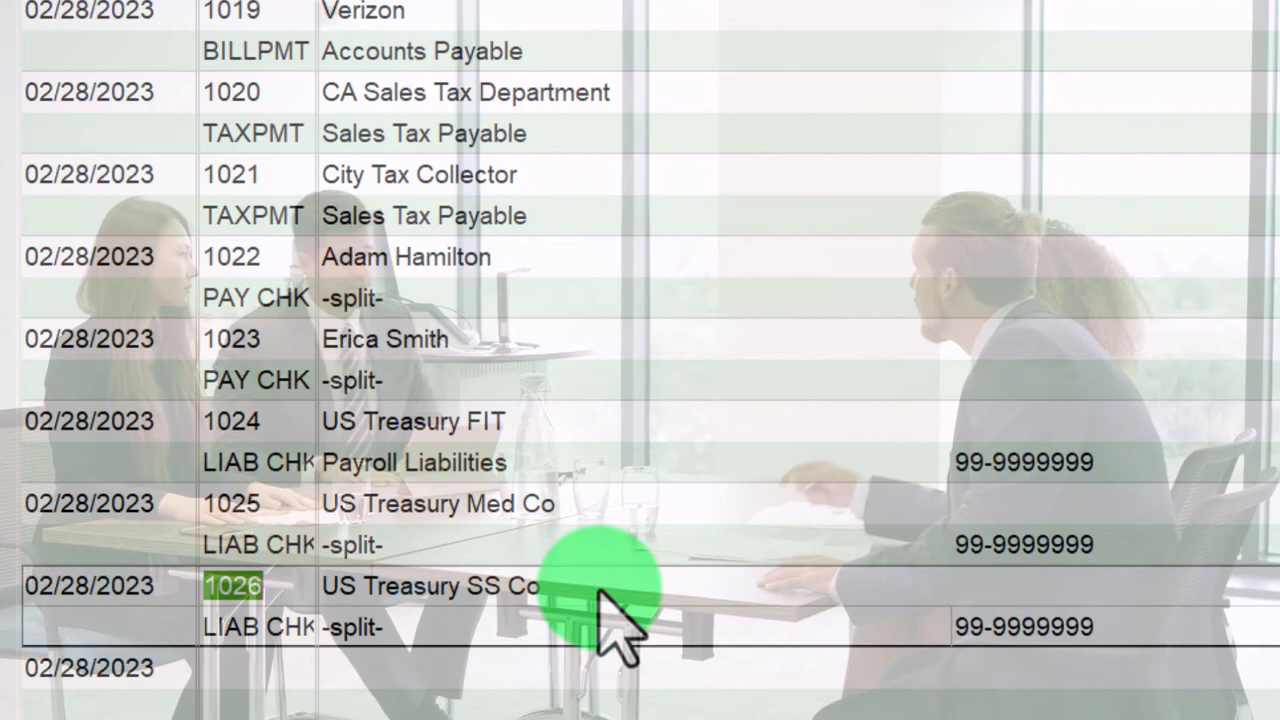 02/28/2023 1019 Verizon
BILLPMT Accounts Payable
02/28/2023 1020 CA Sales Tax Department
TAXPMT Sales Tax Payable
02/28/2023 1021 City Tax Collector
TAXPMT Sales Tax Payable
02/28/2023 1022 Adam Hamilton
PAY CHK -split-
02/28/2023 1023 Erica Smith
PAY CHK -split-
02/28/2023 1024 US Treasury FIT
LIAB CHK Payroll Liabilities 99-9999999
02/28/2023 1025 US Treasury Med Co
LIAB CHK -split- 99-9999999
02/28/2023 1026 US Treasury SS Co
LIAB CHK -split- 99-9999999
02/28/2023